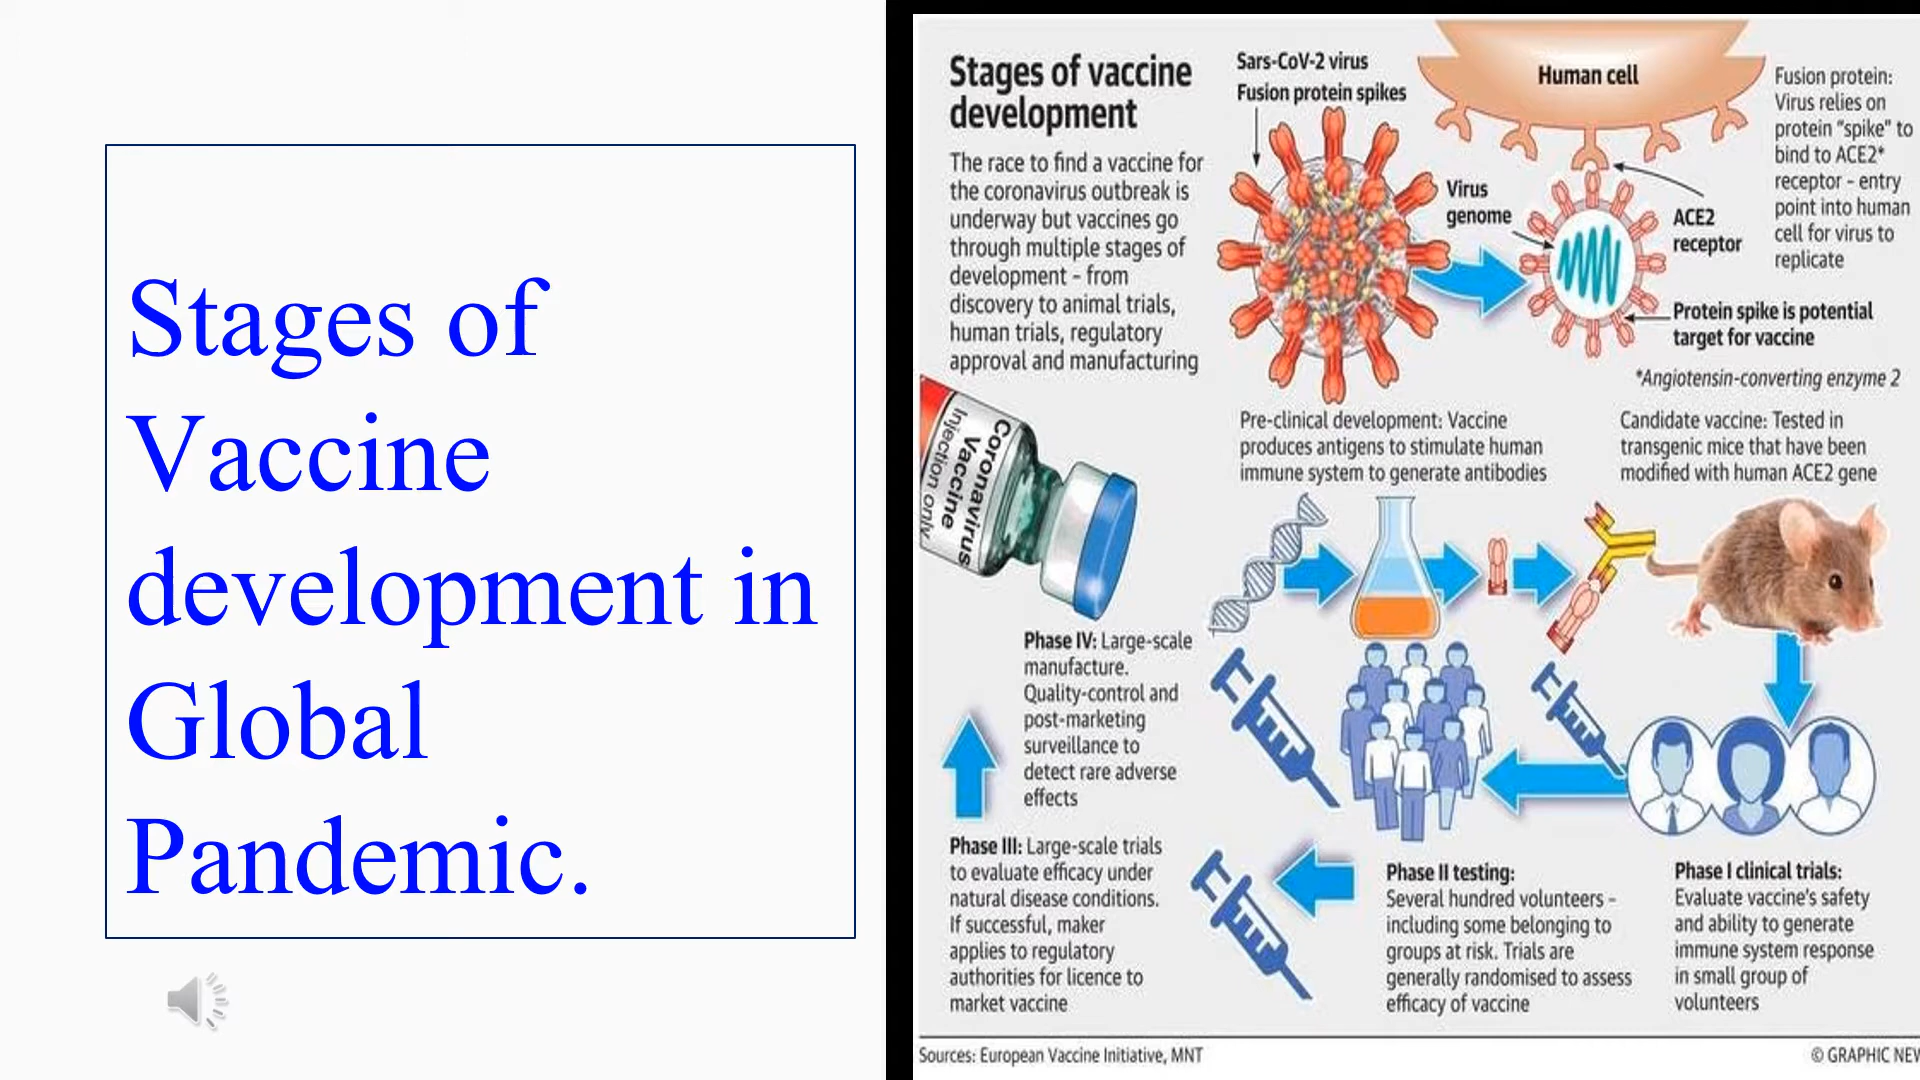 Stages of
Vaccine
development in
Global
Pandemic.
Stages of vaccine
development
The race to find a vaccine for
the coronavirus outbreak is
underway but vaccines go
through multiple stages of
development – from
discovery to animal trials,
human trials, regulatory
approval and manufacturing
Sars-CoV-2 virus
Fusion protein spikes
Human cell
Fusion protein:
Virus relies on
protein “spike” to
bind to ACE2*
receptor – entry
point into human
cell for virus to
replicate
Virus
genome
ACE2
receptor
Protein spike is potential
target for vaccine
*Angiotensin-converting enzyme 2
Coronavirus
Vaccine
Injection only
Pre-clinical development: Vaccine
produces antigens to stimulate human
immune system to generate antibodies
Candidate vaccine: Tested in
transgenic mice that have been
modified with human ACE2 gene
Phase IV: Large-scale
manufacture.
Quality-control and
post-marketing
surveillance to
detect rare adverse
effects
Phase III: Large-scale trials
to evaluate efficacy under
natural disease conditions.
If successful, maker
applies to regulatory
authorities for licence to
market vaccine
Phase II testing:
Several hundred volunteers –
including some belonging to
groups at risk. Trials are
generally randomised to assess
efficacy of vaccine
Phase I clinical trials:
Evaluate vaccine's safety
and ability to generate
immune system response
in small group of
volunteers
Sources: European Vaccine Initiative, MNT
© GRAPHIC NEW